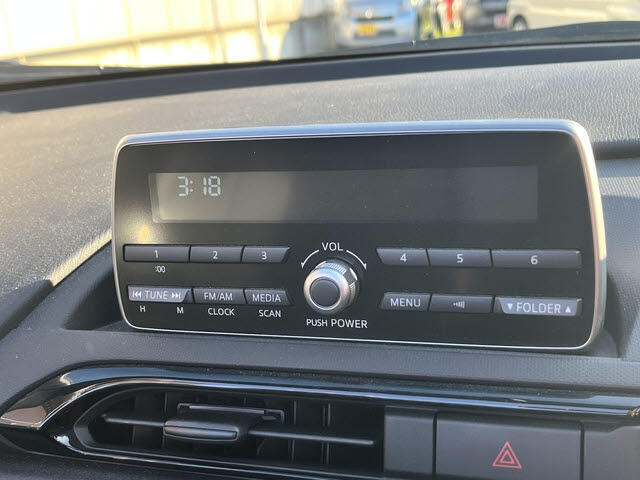 3:18
VOL
1 2 3 4 5 6
:00
TUNE FM/AM MEDIA MENU FOLDER
H M CLOCK SCAN
PUSH POWER